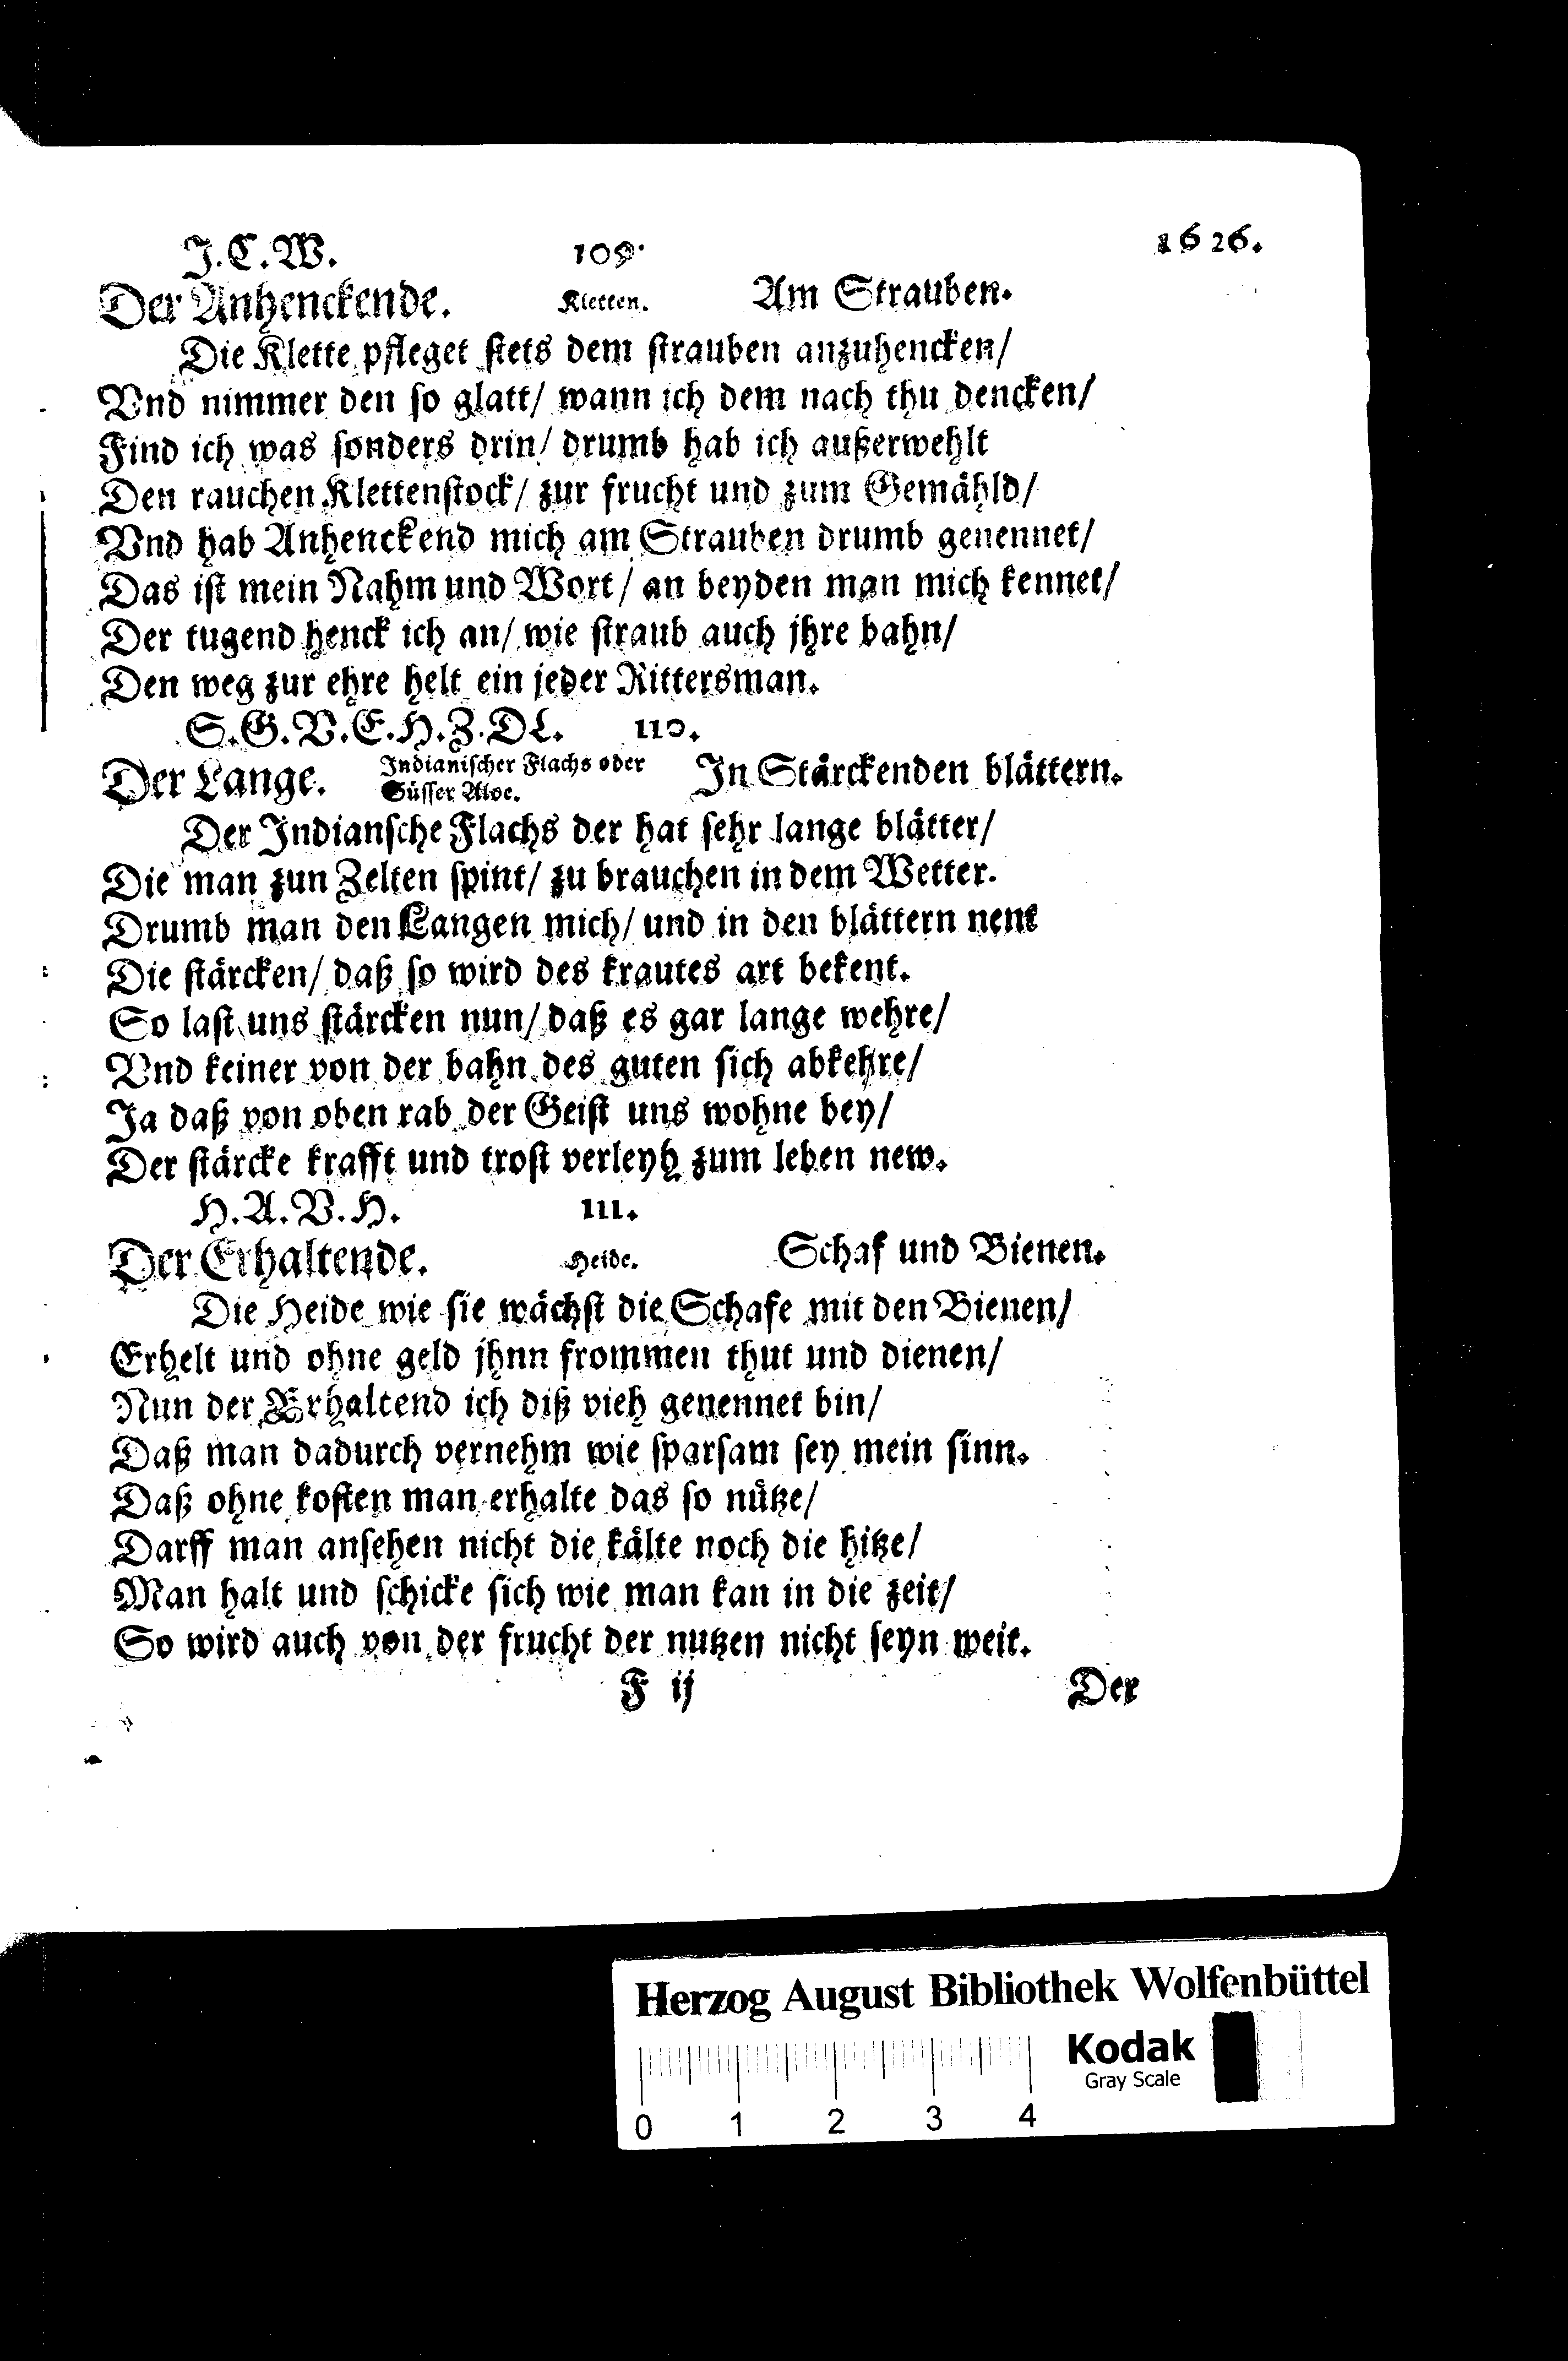 J. C. W. 109. 1626.
Der Anhenckende. Kletten. Am Strauben.
Die Klette pfleget stets dem strauben anzuhencken/
Vnd nimmer den so glatt/ wann ich dem nach thu dencken/
Find ich was sonders drin/ drumb hab ich außerwehlt
Den rauchen Klettenstock/ zur frucht und zum Gemähld/
Vnd hab Anhenckend mich am Strauben drumb genennet/
Das ist mein Nahm und Wort/ an beyden man mich kennet/
Der tugend henck ich an/ wie straub auch jhre bahn/
Den weg zur ehre helt ein jeder Rittersman.
S. G. V. E. H. Z. DL. 110.
Der Lange. Indianischer Flachs oder Süsser Aloe. In Stärckenden blättern.
Der Indiansche Flachs der hat sehr lange blätter/
Die man zun Zelten spint/ zu brauchen in dem Wetter.
Drumb man den Langen mich/ und in den blättern nent
Die stärcken/ daß so wird des krautes art bekent.
So last uns stärcken nun/ daß es gar lange wehre/
Vnd keiner von der bahn des guten sich abkehre/
Ja daß von oben rab der Geist uns wohne bey/
Der stärcke krafft und trost verleyh zum leben new.
H. A. V. H. 111.
Der Erhaltende. Heide. Schaf und Bienen.
Die Heide wie sie wächst die Schafe mit den Bienen/
Erhelt und ohne geld jhnn frommen thut und dienen/
Nun der Erhaltend ich diß vieh genennet bin/
Daß man dadurch vernehm wie sparsam sey mein sinn.
Daß ohne kosten man erhalte das so nütze/
Darff man ansehen nicht die kälte noch die hitze/
Man halt und schicke sich wie man kan in die zeit/
So wird auch von der frucht der nutzen nicht seyn weit.
F ij Der
Herzog August Bibliothek Wolfenbüttel
Kodak
Gray Scale
0 1 2 3 4